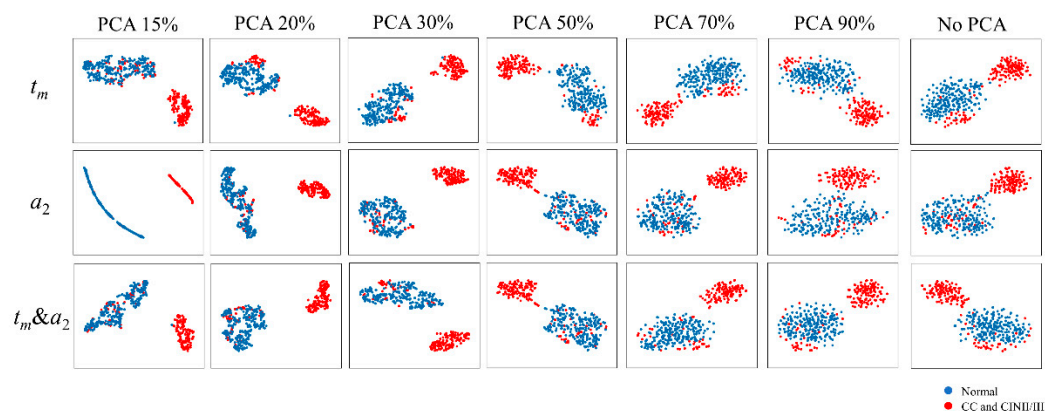 PCA 15% PCA 20% PCA 30% PCA 50% PCA 70% PCA 90% No PCA
tm
a2
tm&a2
Normal
CC and CINII/III